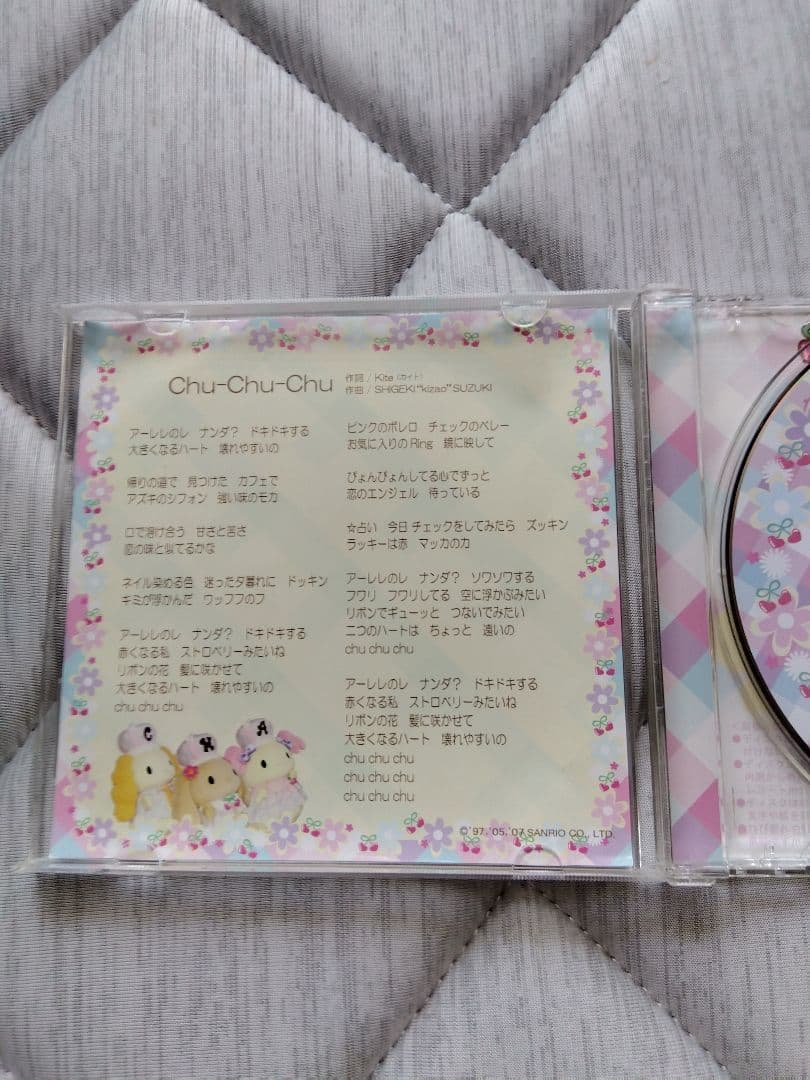 Chu-Chu-Chu
作詞 / Kite (カイト)
作曲 / SHIGEKI "kizao" SUZUKI
アーレレのレ ナンダ? ドキドキする
大きくなるハート 壊れやすいの
帰りの道で 見つけた カフェで
アズキのシフォン 強い味のモカ
口で溶け合う 甘さと苦さ
恋の味と似てるかな
ネイル染める色 迷った夕暮れに ドッキン
キミが浮かんだ ウッフフのフ
アーレレのレ ナンダ? ドキドキする
赤くなる私 ストロベリーみたいね
リボンの花 髪に咲かせて
大きくなるハート 壊れやすいの
chu chu chu
ピンクのボレロ チェックのベレー
お気に入りのRing 鏡に映して
ぴょんぴょんしてる心でずっと
恋のエンジェル 待っている
☆占い 今日 チェックをしてみたら ズッキン
ラッキーは赤 マッカのカ
アーレレのレ ナンダ? ソワソワする
フワリ フワリしてる 空に浮かぶみたい
リボンでギューッと つないでみたい
二つのハートは ちょっと 遠いの
chu chu chu
アーレレのレ ナンダ? ドキドキする
赤くなる私 ストロベリーみたいね
リボンの花 髪に咲かせて
大きくなるハート 壊れやすいの
chu chu chu
chu chu chu
chu chu chu
C K A
©'97,'05,'07 SANRIO CO., LTD.